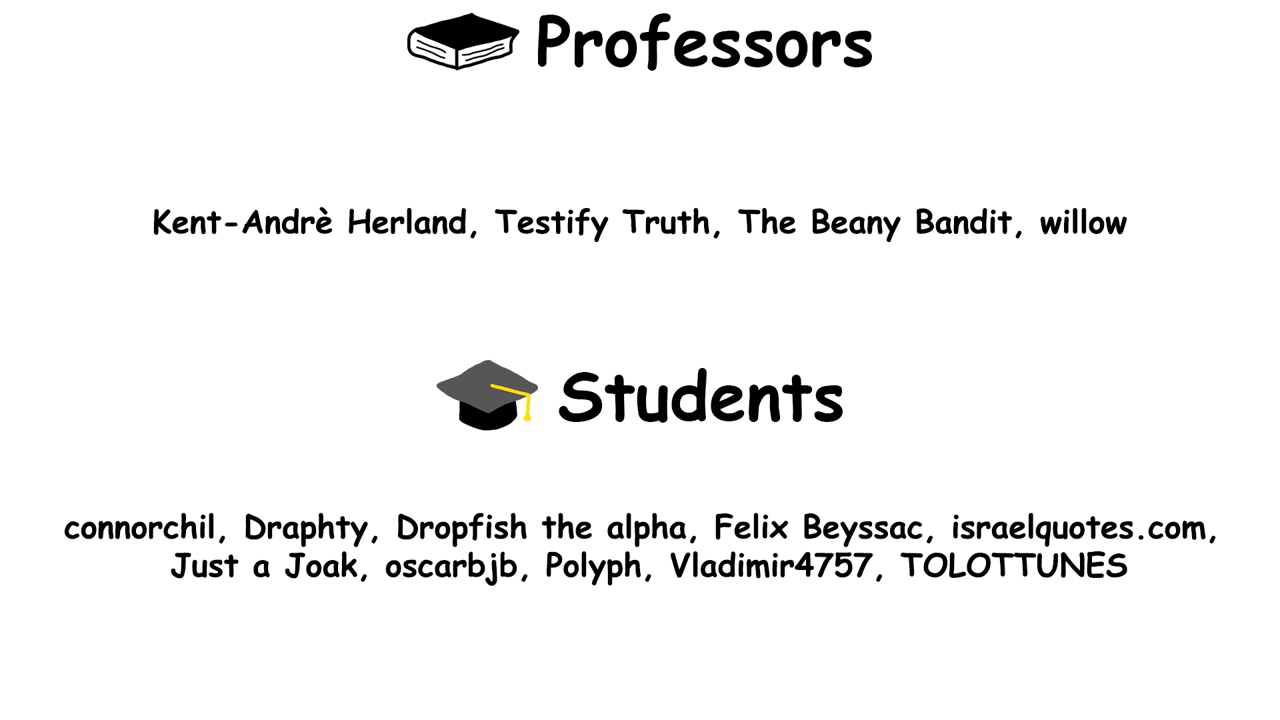 Professors
Kent-Andrè Herland, Testify Truth, The Beany Bandit, willow
Students
connorchil, Draphty, Dropfish the alpha, Felix Beyssac, israelquotes.com,
Just a Joak, oscarbjb, Polyph, Vladimir4757, TOLOTTUNES